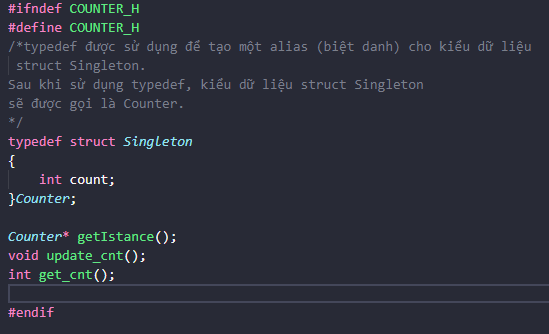 #ifndef COUNTER_H
#define COUNTER_H
/*typedef được sử dụng để tạo một alias (biệt danh) cho kiểu dữ liệu
 struct Singleton.
Sau khi sử dụng typedef, kiểu dữ liệu struct Singleton
sẽ được gọi là Counter.
*/
typedef struct Singleton
{
    int count;
}Counter;

Counter* getIstance();
void update_cnt();
int get_cnt();

#endif